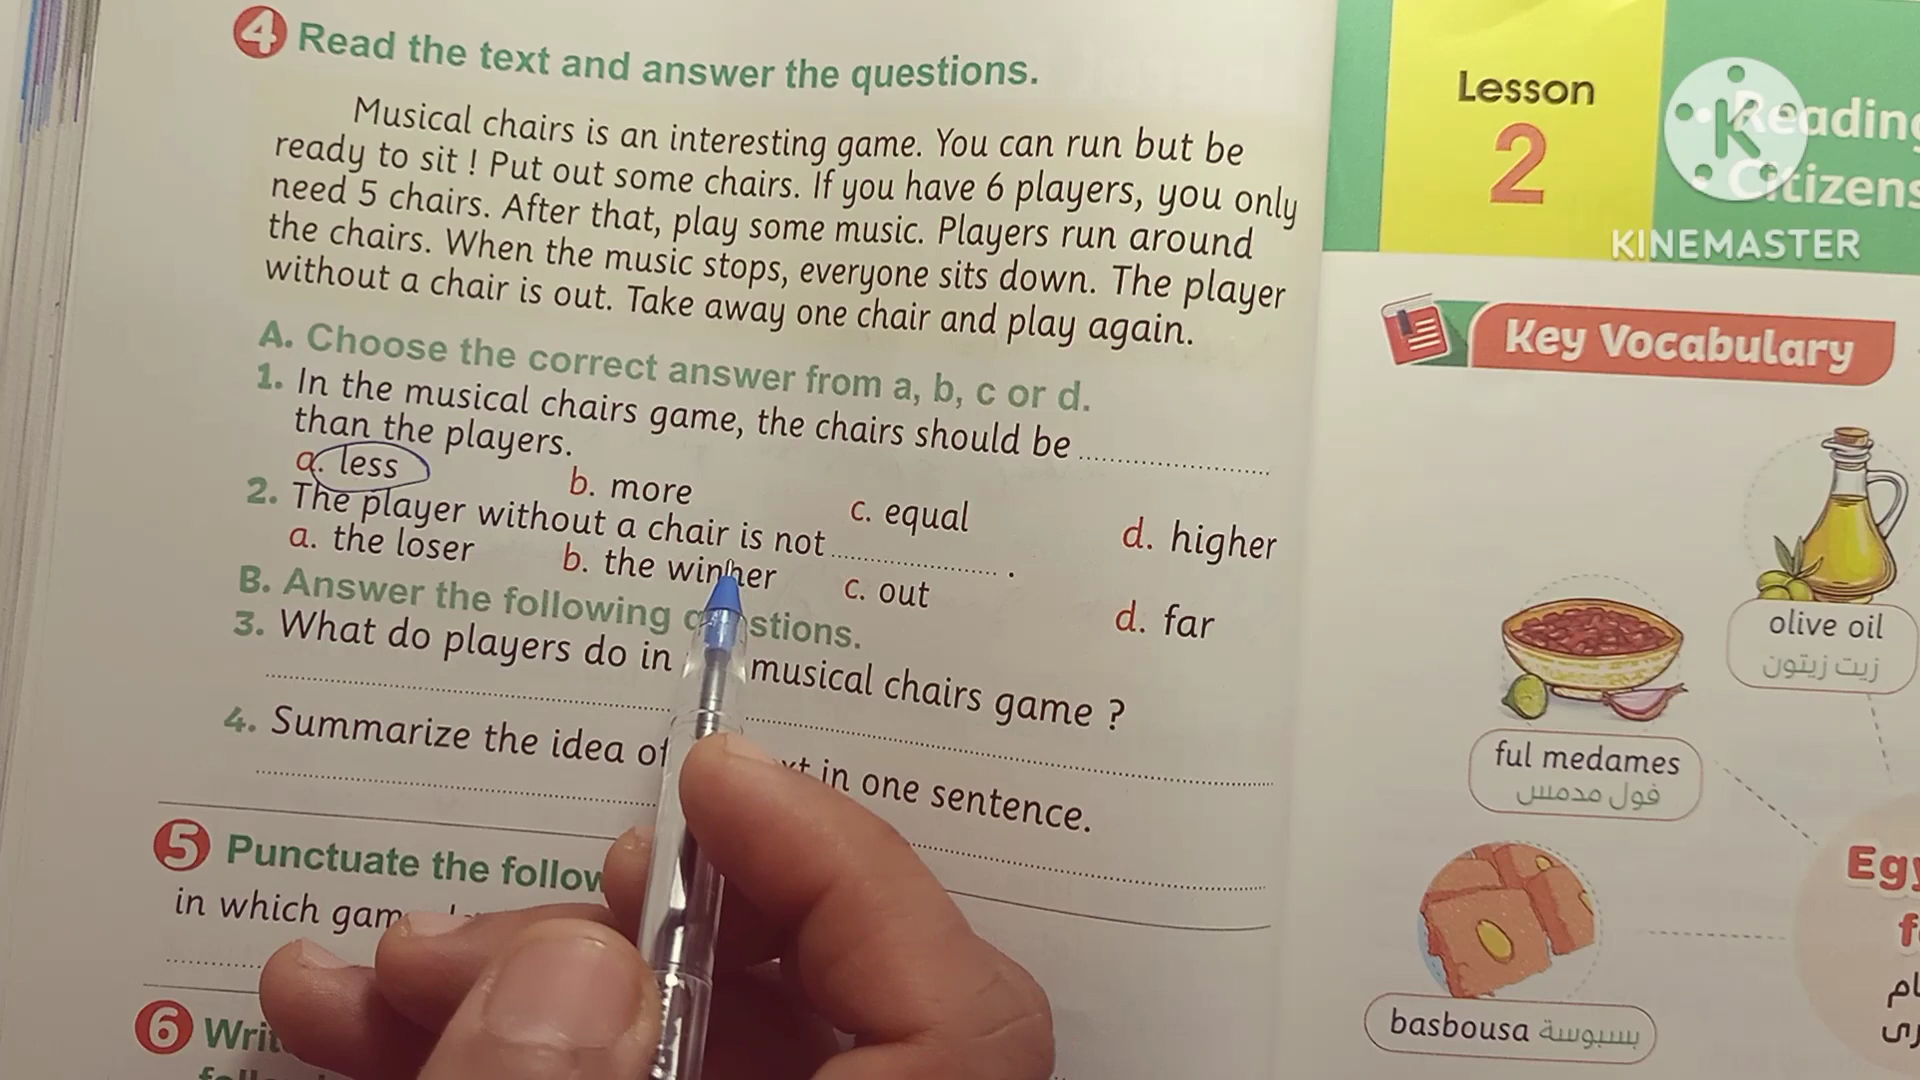 4 Read the text and answer the questions.
Musical chairs is an interesting game. You can run but be
ready to sit ! Put out some chairs. If you have 6 players, you only
need 5 chairs. After that, play some music. Players run around
the chairs. When the music stops, everyone sits down. The player
without a chair is out. Take away one chair and play again.
A. Choose the correct answer from a, b, c or d.
1. In the musical chairs game, the chairs should be ....................
than the players.
a. less b. more c. equal d. higher
2. The player without a chair is not .................... .
a. the loser b. the winner c. out d. far
B. Answer the following questions.
3. What do players do in musical chairs game ?
4. Summarize the idea of in one sentence.
5 Punctuate the
in which
6
Lesson
2
Reading
Citizens
KINEMASTER
Key Vocabulary
olive oil
زيت زيتون
ful medames
فول مدمس
basbousa بسبوسة